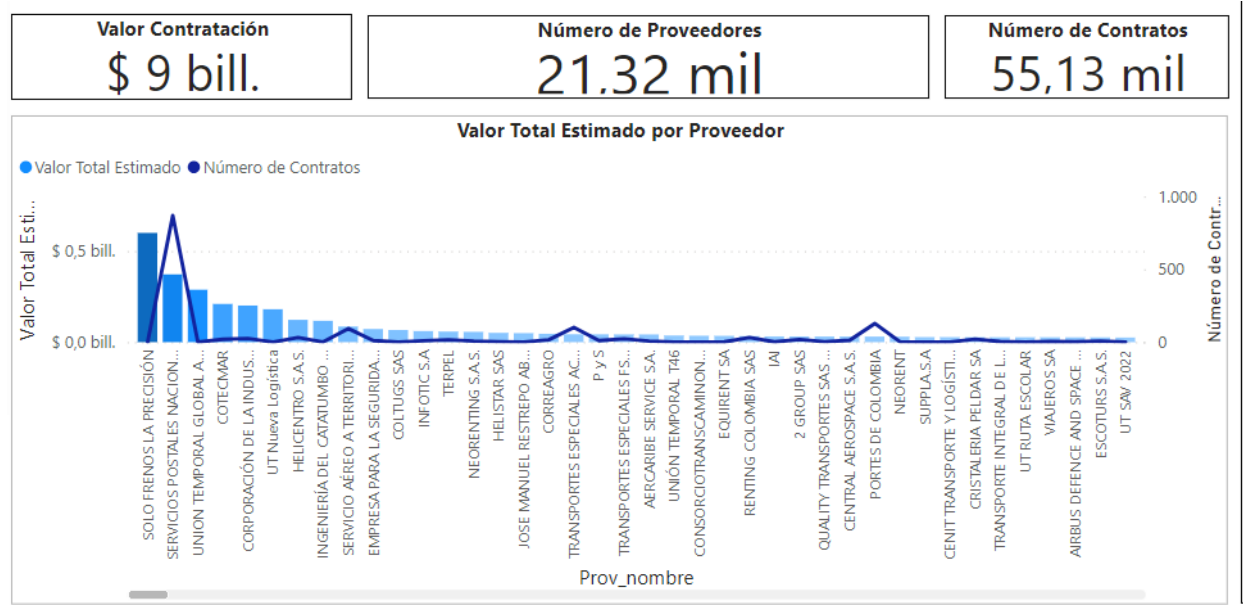 Valor Contratación
$ 9 bill.
Número de Proveedores
21,32 mil
Número de Contratos
55,13 mil
Valor Total Estimado por Proveedor
Valor Total Estimado
Número de Contratos
Valor Total Esti...
$ 0,5 bill.
$ 0,0 bill.
1.000
500
0
Número de Contr...
SOLO FRENOS LA PRECISIÓN
SERVICIOS POSTALES NACION...
UNION TEMPORAL GLOBAL A...
COTECMAR
CORPORACIÓN DE LA INDUS...
UT Nueva Logística
HELICENTRO S.A.S.
INGENIERÍA DEL CATATUMBO ...
SERVICIO AÉREO A TERRITORI...
EMPRESA PARA LA SEGURIDA...
COLTUGS SAS
INFOTIC S.A
TERPEL
NEORENTING S.A.S.
HELISTAR SAS
JOSE MANUEL RESTREPO AB...
CORREAGRO
TRANSPORTES ESPECIALES AC...
P y S
TRANSPORTES ESPECIALES FS...
AERCARIBE SERVICE S.A.
UNIÓN TEMPORAL T46
CONSORCIOTRANSCAMINON...
EQUIRENT SA
RENTING COLOMBIA SAS
IAI
2 GROUP SAS
QUALITY TRANSPORTES SAS ...
CENTRAL AEROSPACE S.A.S.
PORTES DE COLOMBIA
NEORENT
SUPPLA.S.A
CENIT TRANSPORTE Y LOGÍSTI...
CRISTALERIA PELDAR SA
TRANSPORTE INTEGRAL DE L...
UT RUTA ESCOLAR
VIAJEROS SA
AIRBUS DEFENCE AND SPACE ...
ESCOTURS S.A.S.
UT SAV 2022
Prov_nombre